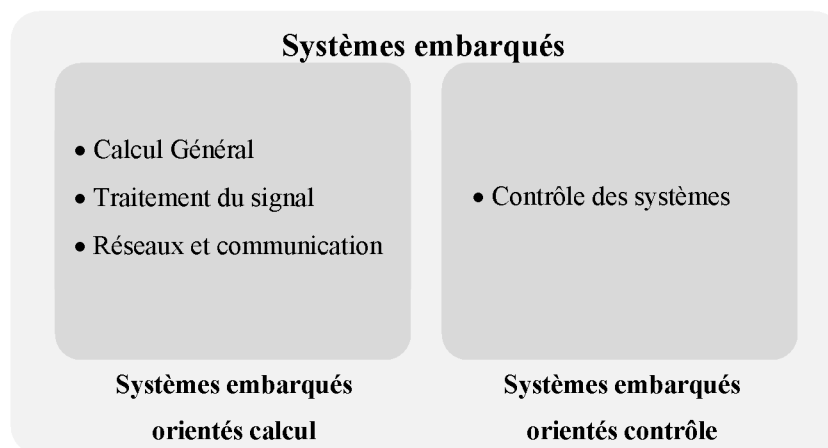 Systèmes embarqués
• Calcul Général
• Traitement du signal
• Réseaux et communication
• Contrôle des systèmes
Systèmes embarqués
orientés calcul
Systèmes embarqués
orientés contrôle